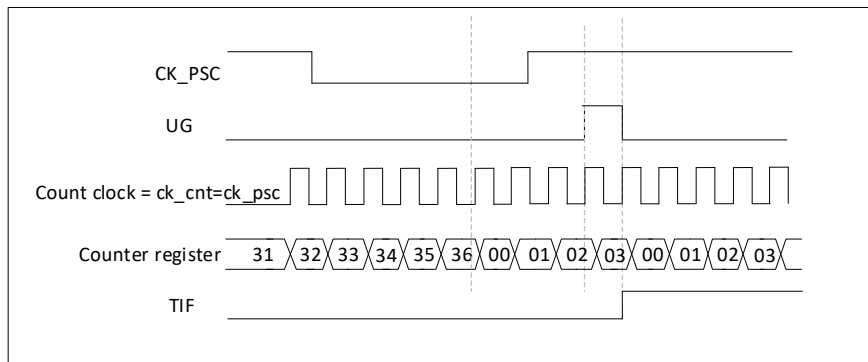 CK_PSC
UG
Count clock = ck_cnt=ck_psc
Counter register 31 32 33 34 35 36 00 01 02 03 00 01 02 03
TIF